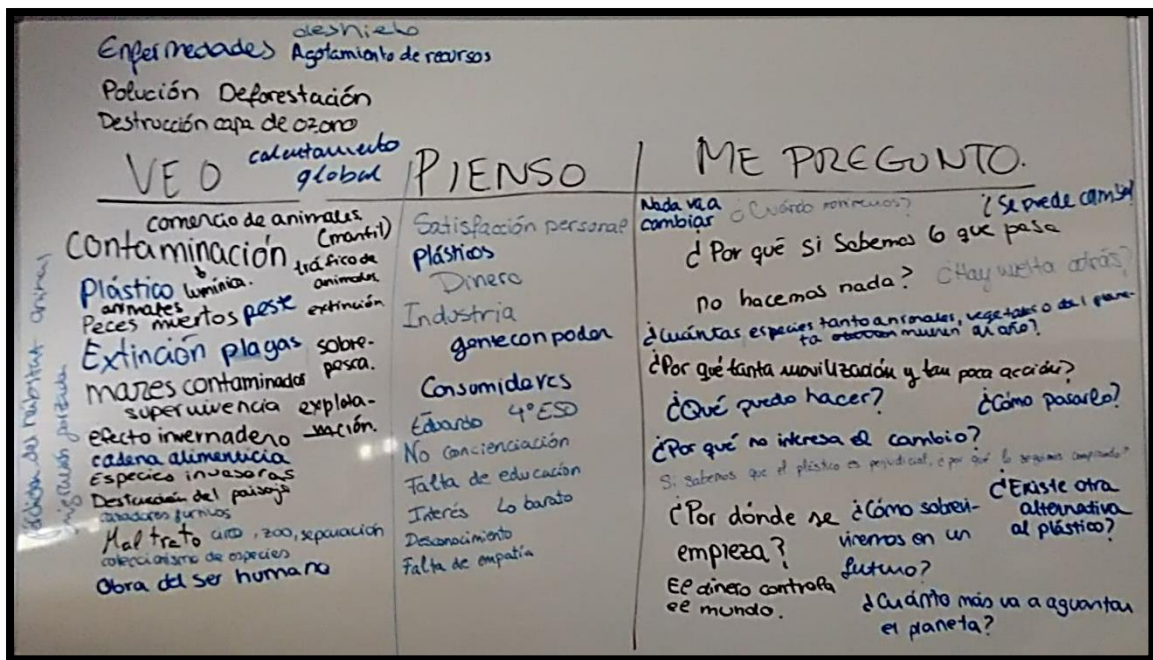 deshielo
Enfermedades Agotamiento de recursos
Polución Deforestación
Destrucción capa de ozono
calentamiento
global
VEO
comercio de animales
(marfil)
Contaminación
tráfico de
animales
Plástico
lumínica.
animales
Peces muertos peste extinción
Extinción plagas
sobre-
pesca.
mares contaminados
supervivencia explota-
ción.
efecto invernadero
cadena alimenticia
Especies invasoras
Destrucción del paisaje
cazadores furtivos
Maltrato circo, zoo, separación
coleccionismo de especies
Obra del ser humano
PIENSO
Satisfacción personal
Plásticos
Dinero
Industria
gente con poder
Consumidores
Eduardo 4º ESO
No concienciación
Falta de educación
Interés Lo barato
Desconocimiento
Falta de empatía
ME PREGUNTO.
Nada va a
cambiar
¿Cuándo moriremos?
¿Se puede cambiar
¿Por qué si Sabemos lo que pasa
no hacemos nada?
¿Hay vuelta atrás?
¿Cuántas especies tanto animales, vegetales o del plane-
ta mueren al año?
¿Por qué tanta movilización y tan poca acción?
¿Qué puedo hacer?
¿Cómo pararlo?
¿Por qué no interesa el cambio?
Si sabemos que el plástico es perjudicial, ¿por qué lo seguimos comprando?
¿Por dónde se
empieza?
¿Cómo sobrevi-
viremos en un
futuro?
¿Existe otra
alternativa
al plástico?
El dinero controla
el mundo.
¿Cuánto más va a aguantar
el planeta?